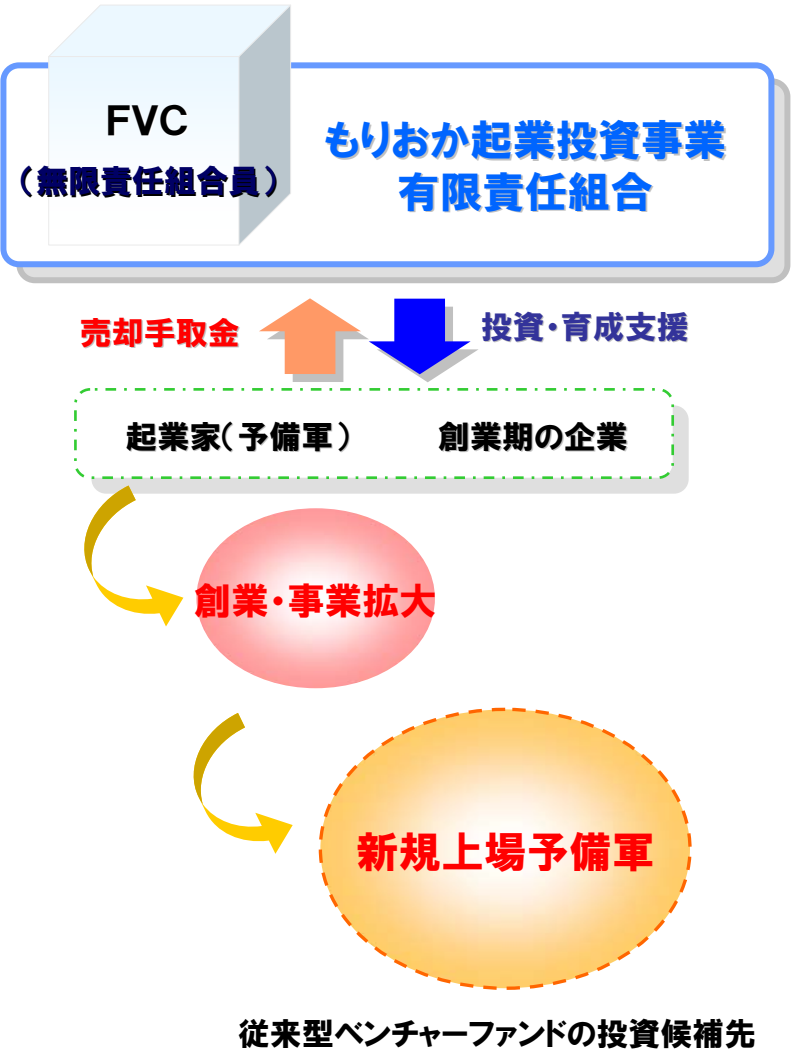 FVC
（無限責任組合員）
もりおか起業投資事業
有限責任組合
売却手取金
投資・育成支援
起業家（予備軍）
創業期の企業
創業・事業拡大
新規上場予備軍
従来型ベンチャーファンドの投資候補先